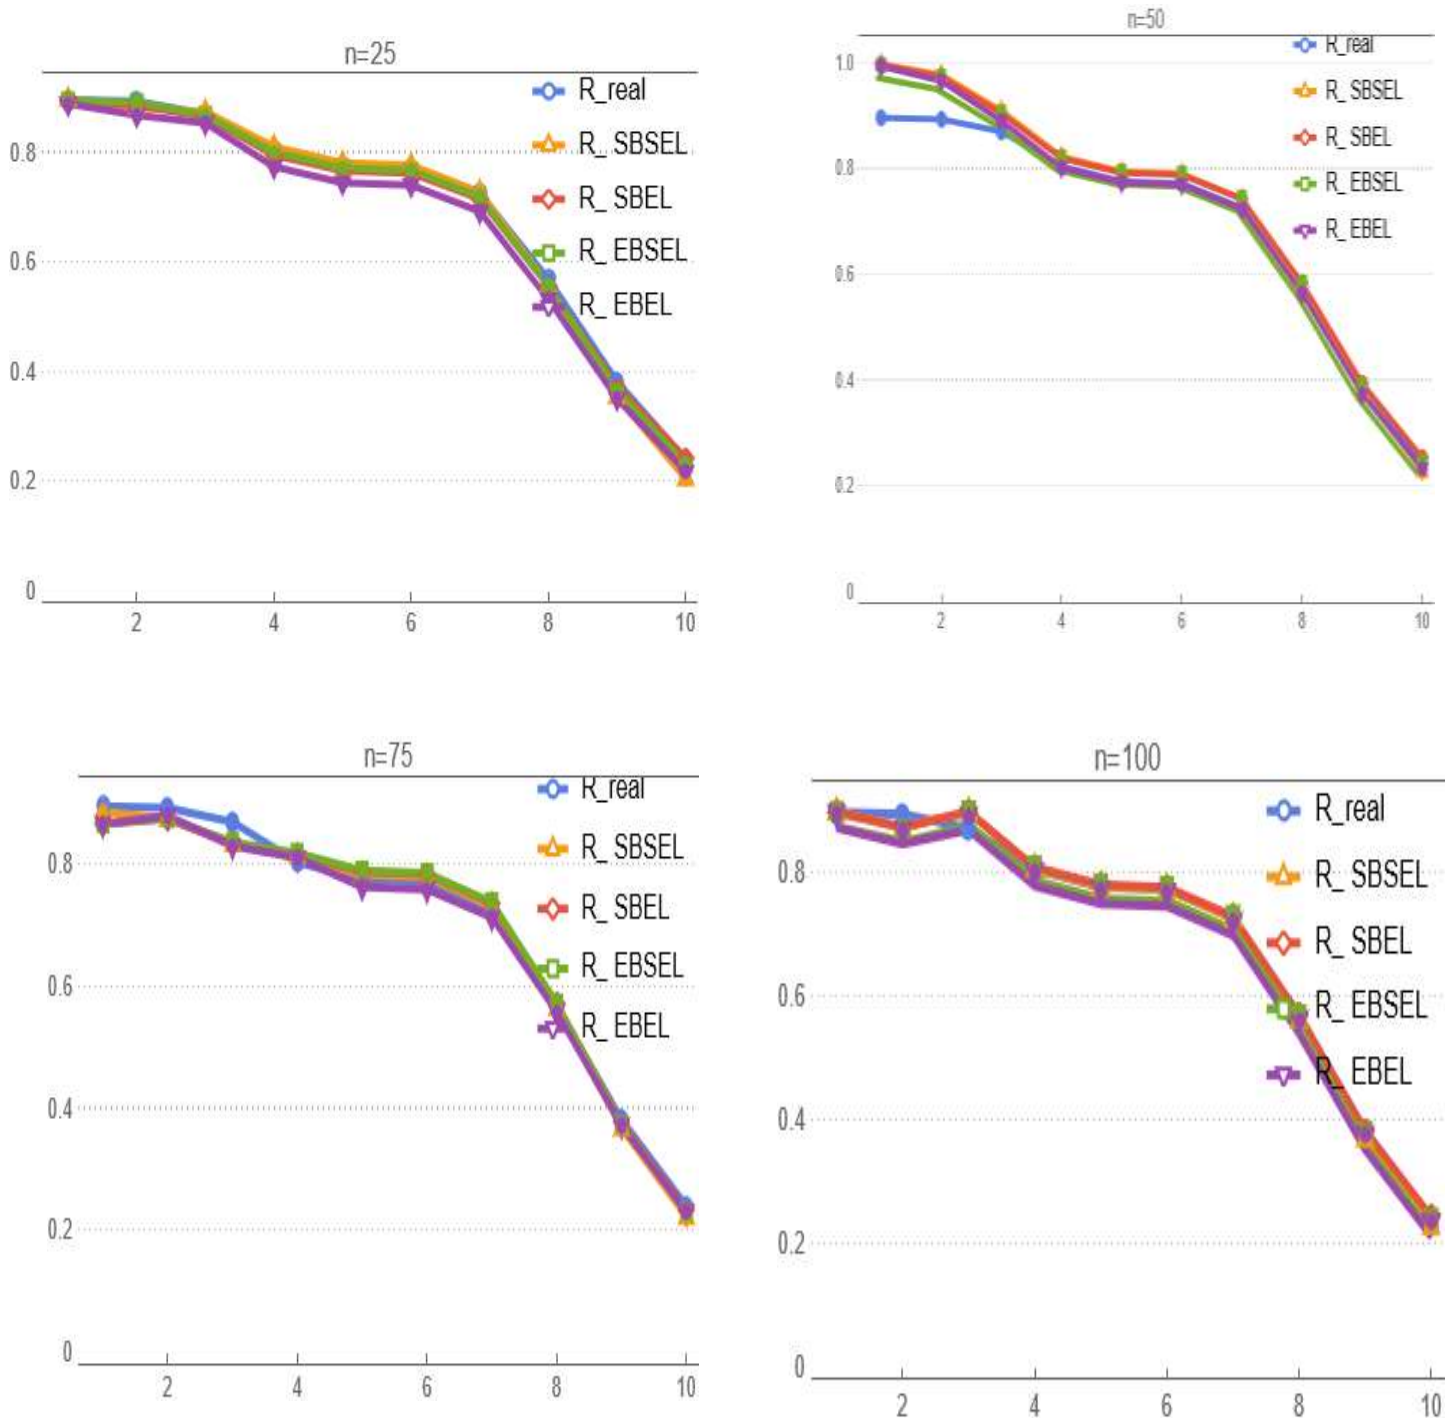 n=25
R_real
R_ SBSEL
R_ SBEL
R_ EBSEL
R_ EBEL
0.8
0.6
0.4
0.2
0
2 4 6 8 10
n=50
R_real
R_ SBSEL
R_ SBEL
R_ EBSEL
R_ EBEL
1.0
0.8
0.6
0.4
0.2
0
2 4 6 8 10
n=75
R_real
R_ SBSEL
R_ SBEL
R_ EBSEL
R_ EBEL
0.8
0.6
0.4
0.2
0
2 4 6 8 10
n=100
R_real
R_ SBSEL
R_ SBEL
R_ EBSEL
R_ EBEL
0.8
0.6
0.4
0.2
0
2 4 6 8 10